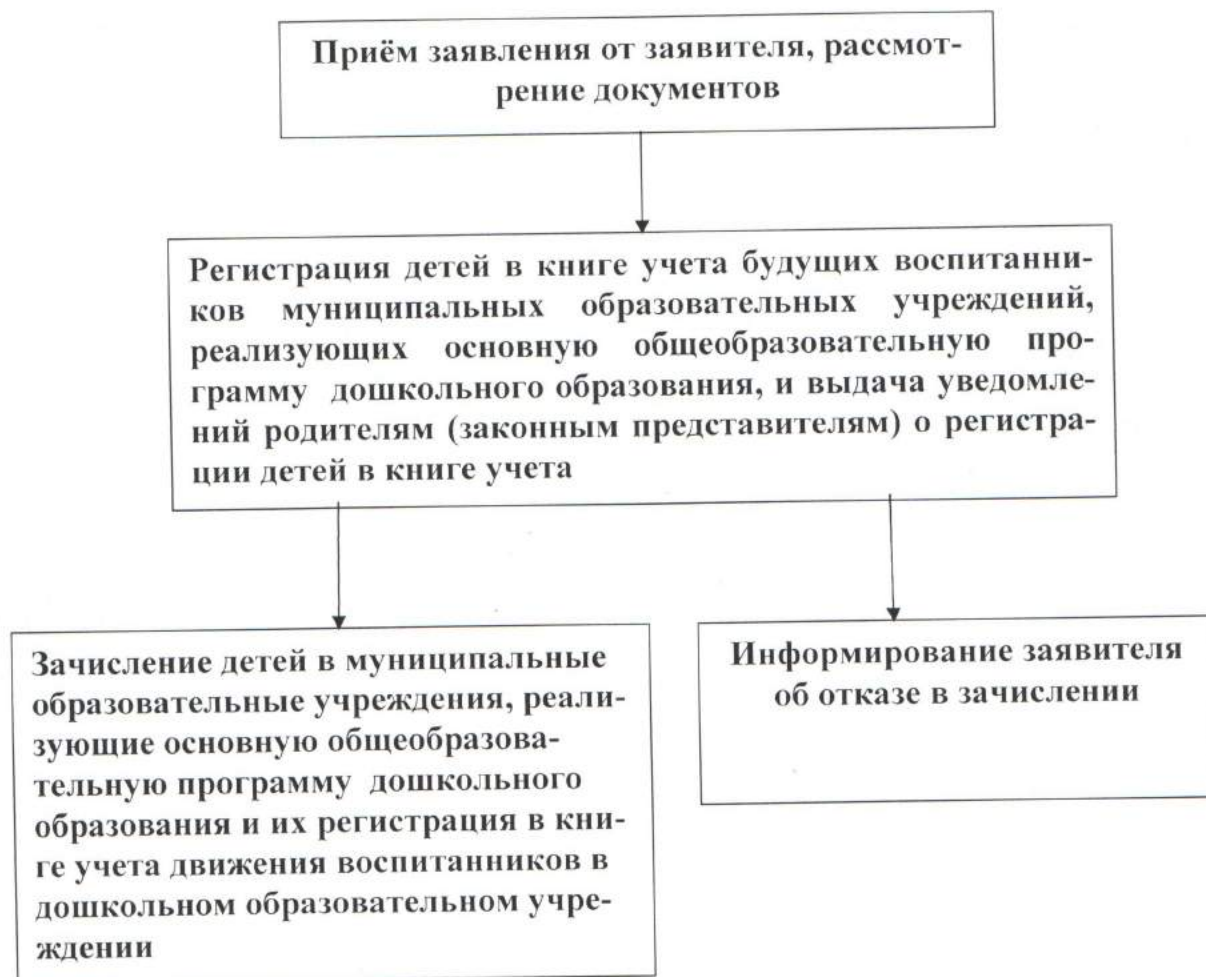 Приём заявления от заявителя, рассмот-
рение документов
Регистрация детей в книге учета будущих воспитанни-
ков муниципальных образовательных учреждений,
реализующих основную общеобразовательную про-
грамму дошкольного образования, и выдача уведомле-
ний родителям (законным представителям) о регистра-
ции детей в книге учета
Зачисление детей в муниципальные
образовательные учреждения, реали-
зующие основную общеобразова-
тельную программу дошкольного
образования и их регистрация в кни-
ге учета движения воспитанников в
дошкольном образовательном учре-
ждении
Информирование заявителя
об отказе в зачислении